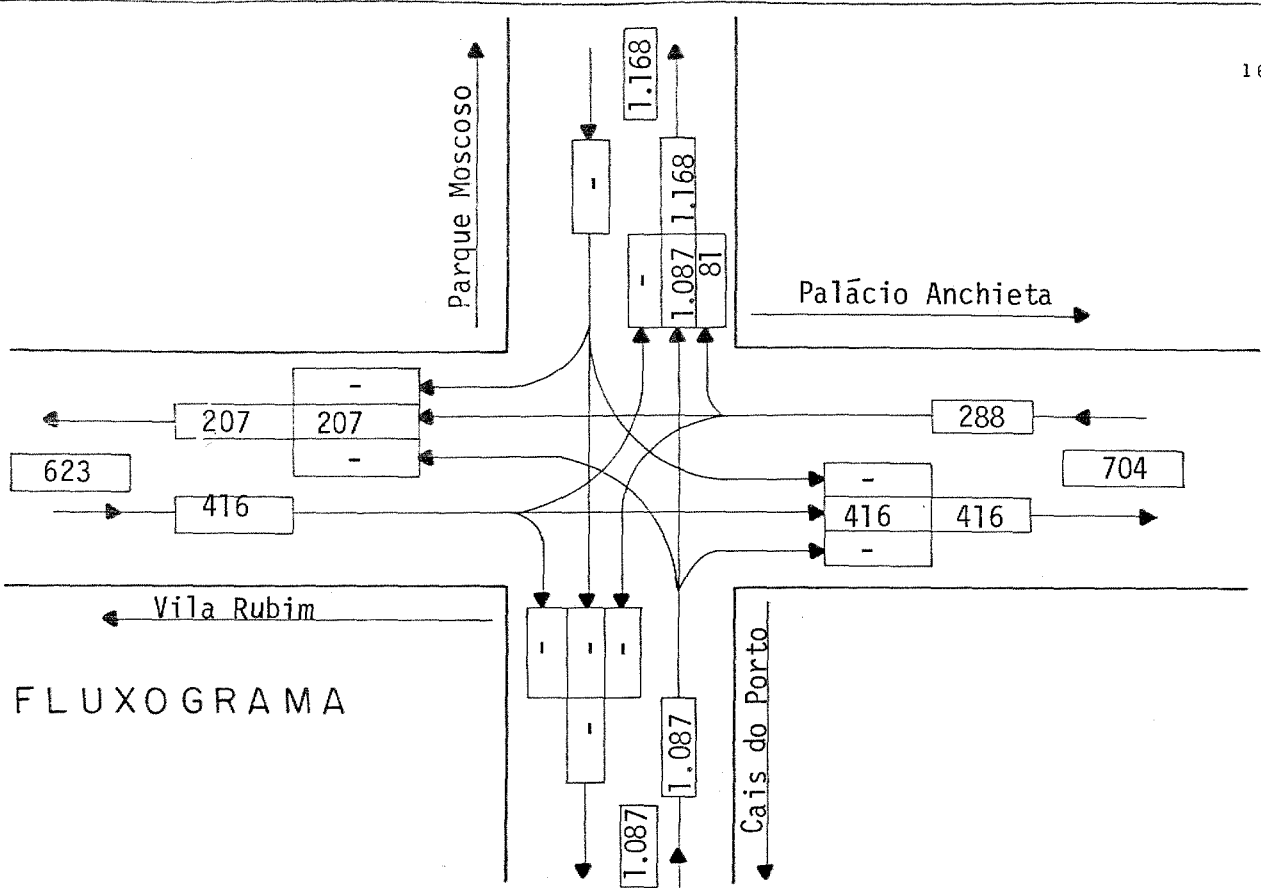 16
1.168
Parque Moscoso
-
1.168
- 1.087 81
Palácio Anchieta
-
207 207
-
288
623
704
416
-
416 416
-
Vila Rubim
- - -
-
FLUXOGRAMA
1.087
Cais do Porto
1.087